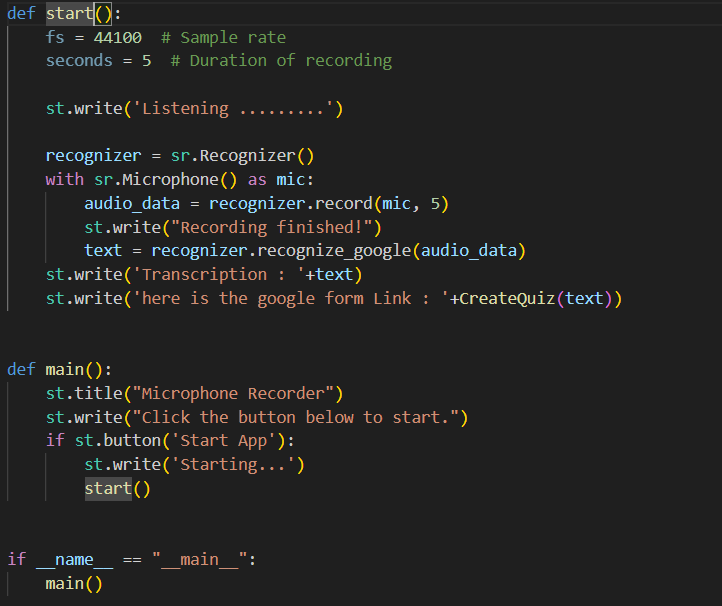 def start():
    fs = 44100  # Sample rate
    seconds = 5  # Duration of recording
    st.write('Listening .........')
    recognizer = sr.Recognizer()
    with sr.Microphone() as mic:
        audio_data = recognizer.record(mic, 5)
        st.write("Recording finished!")
        text = recognizer.recognize_google(audio_data)
    st.write('Transcription : '+text)
    st.write('here is the google form Link : '+CreateQuiz(text))
def main():
    st.title("Microphone Recorder")
    st.write("Click the button below to start.")
    if st.button('Start App'):
        st.write('Starting...')
        start()
if __name__ == "__main__":
    main()